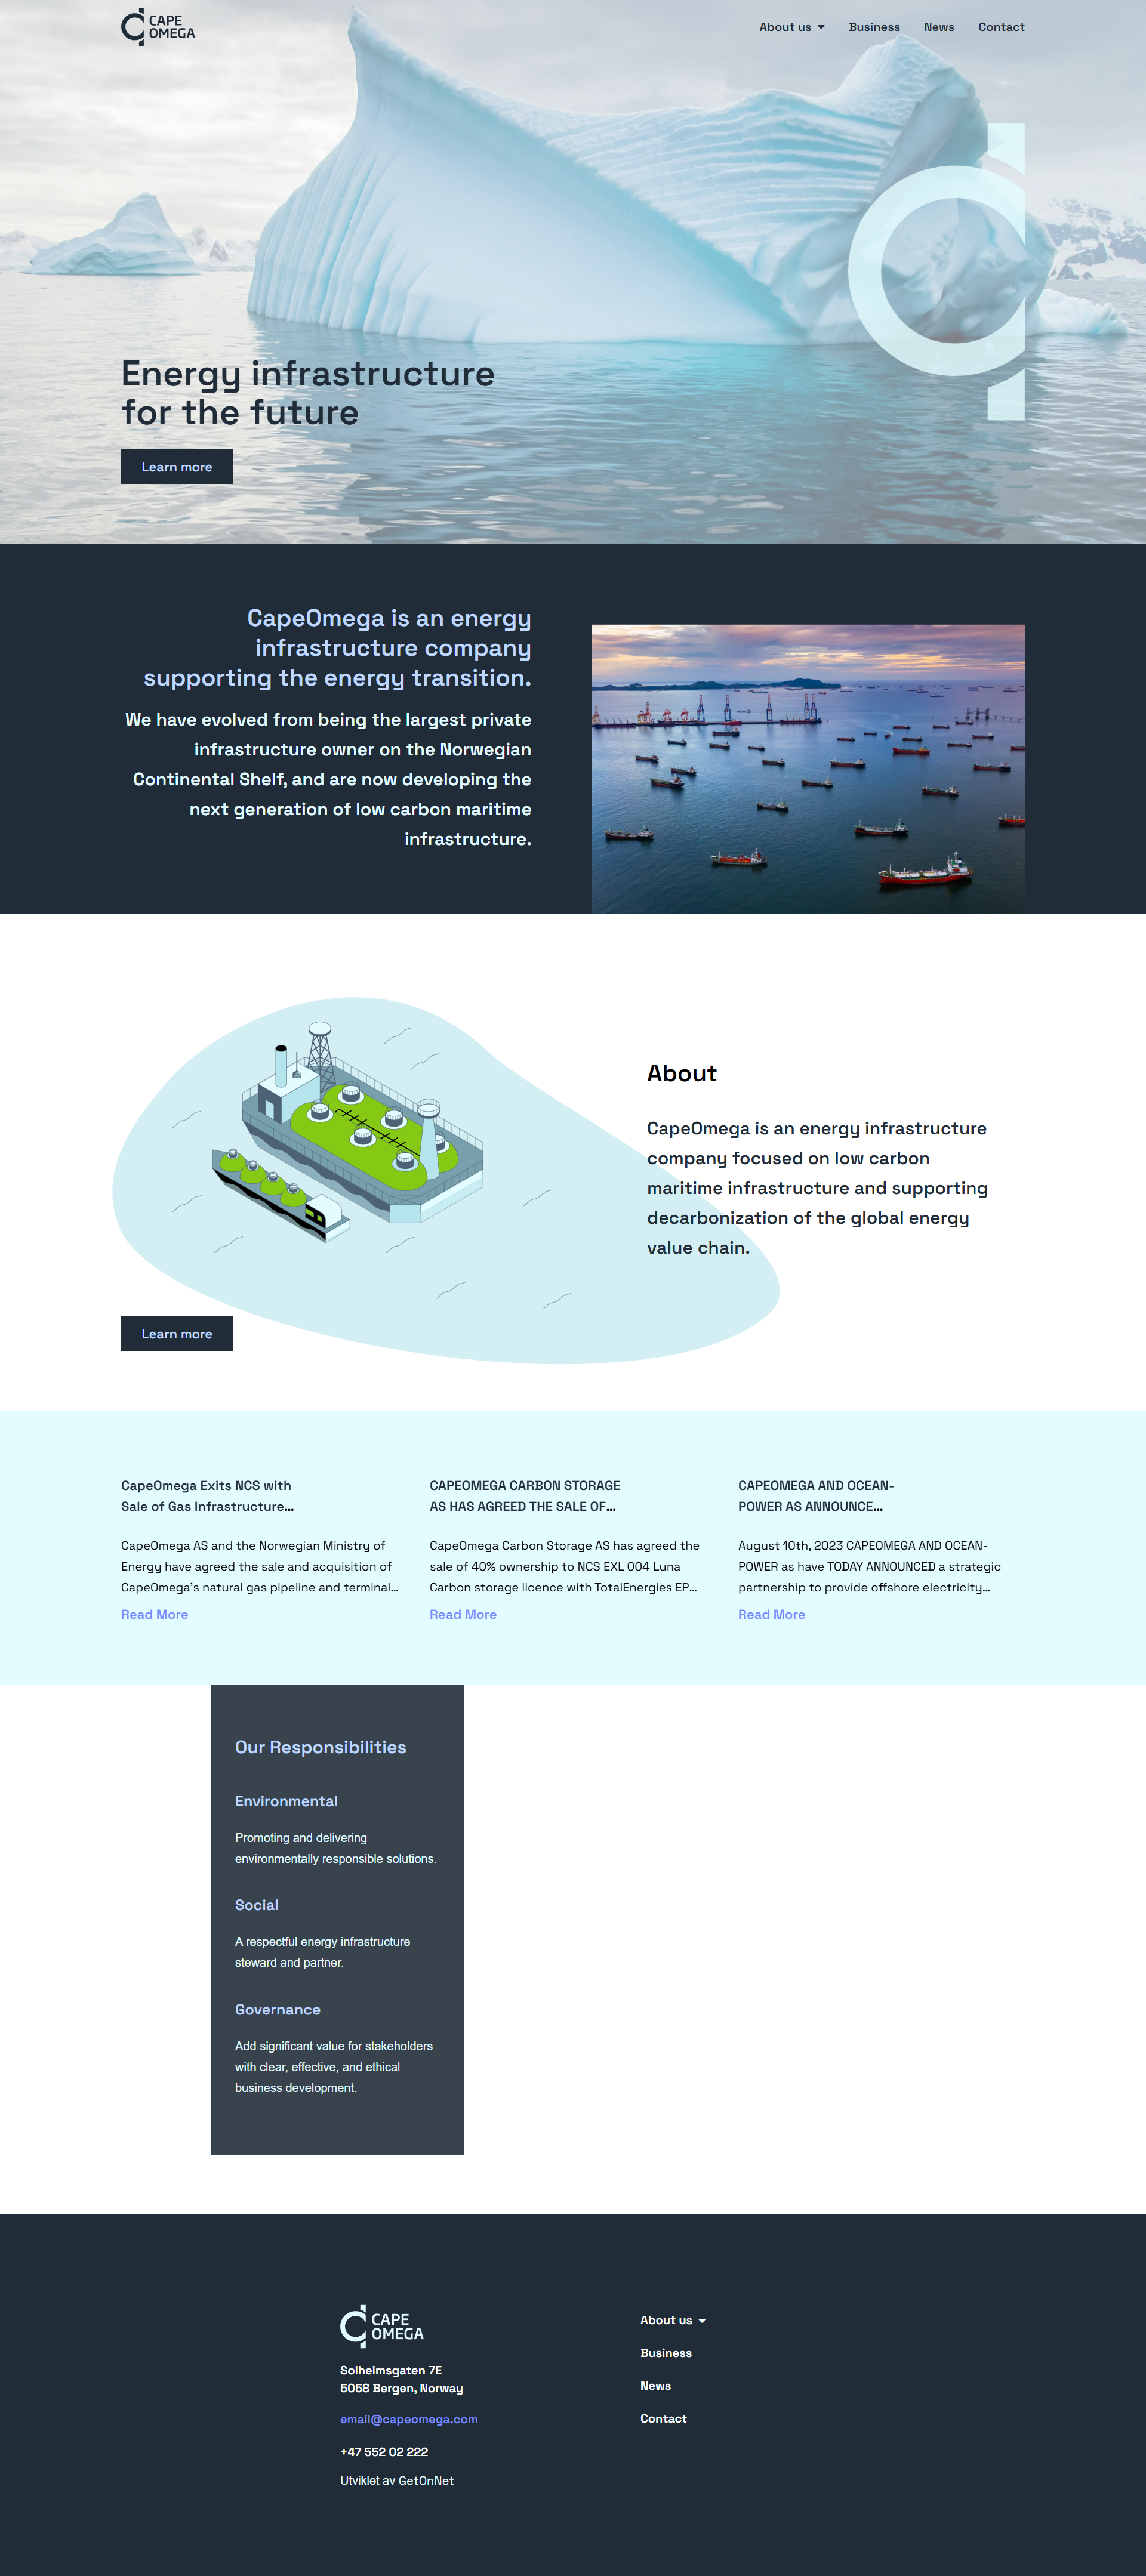 CAPE
OMEGA
About us
Business
News
Contact
Energy infrastructure
for the future
Learn more
CapeOmega is an energy
infrastructure company
supporting the energy transition.
We have evolved from being the largest private
infrastructure owner on the Norwegian
Continental Shelf, and are now developing the
next generation of low carbon maritime
infrastructure.
About
CapeOmega is an energy infrastructure
company focused on low carbon
maritime infrastructure and supporting
decarbonization of the global energy
value chain.
Learn more
CapeOmega Exits NCS with
Sale of Gas Infrastructure...
CapeOmega AS and the Norwegian Ministry of
Energy have agreed the sale and acquisition of
CapeOmega's natural gas pipeline and terminal...
Read More
CAPEOMEGA CARBON STORAGE
AS HAS AGREED THE SALE OF...
CapeOmega Carbon Storage AS has agreed the
sale of 40% ownership to NCS EXL 004 Luna
Carbon storage licence with TotalEnergies EP...
Read More
CAPEOMEGA AND OCEAN-
POWER AS ANNOUNCE...
August 10th, 2023 CAPEOMEGA AND OCEAN-
POWER as have TODAY ANNOUNCED a strategic
partnership to provide offshore electricity...
Read More
Our Responsibilities
Environmental
Promoting and delivering
environmentally responsible solutions.
Social
A respectful energy infrastructure
steward and partner.
Governance
Add significant value for stakeholders
with clear, effective, and ethical
business development.
CAPE
OMEGA
Solheimsgaten 7E
5058 Bergen, Norway
email@capeomega.com
+47 552 02 222
Utviklet av GetOnNet
About us
Business
News
Contact